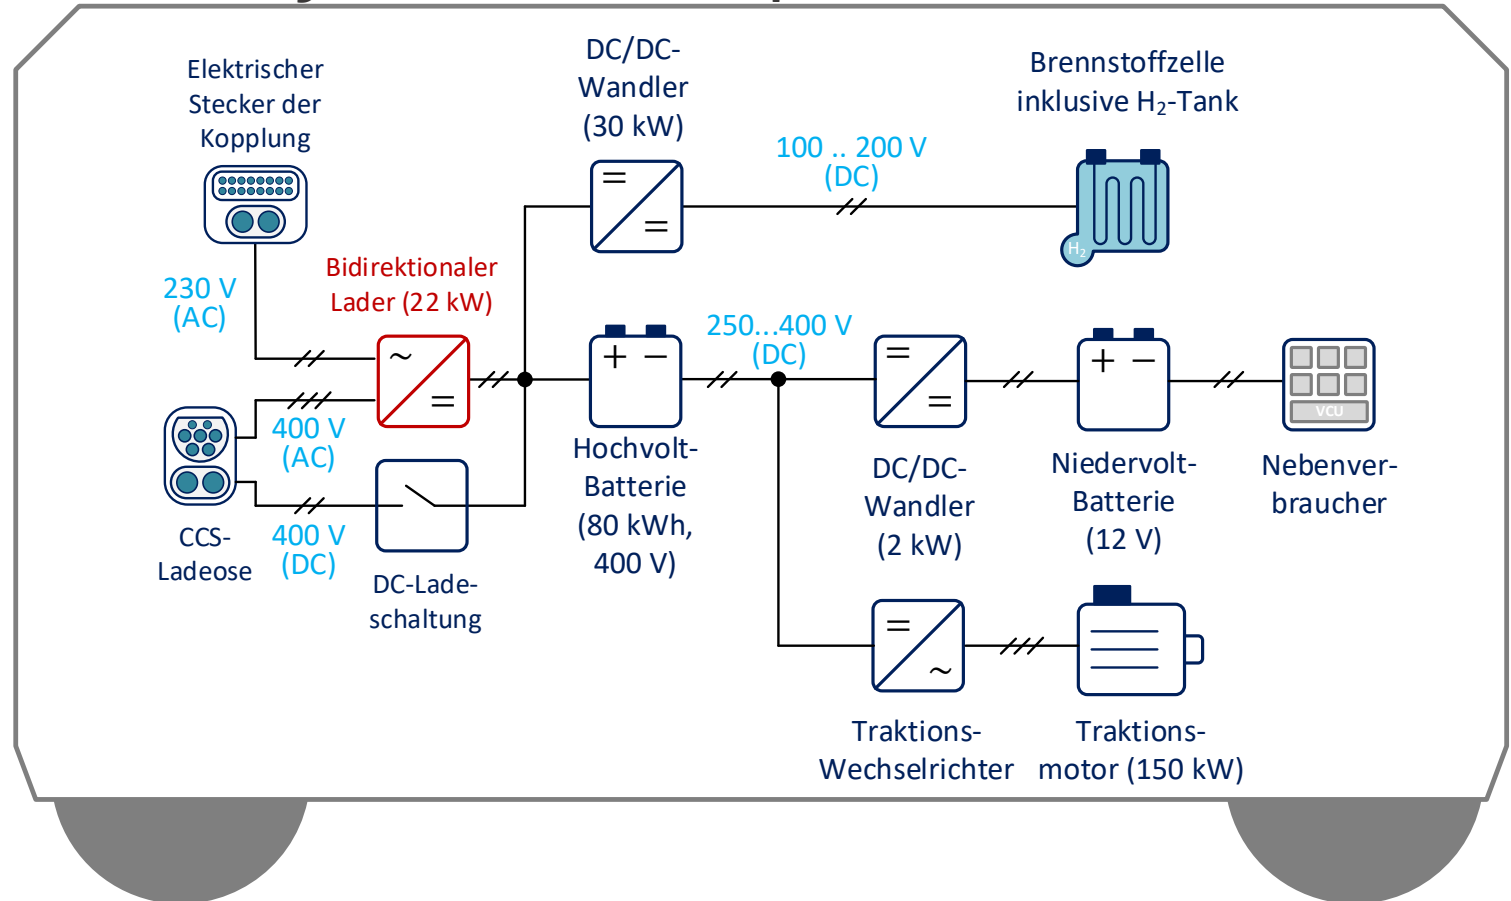 Elektrischer
Stecker der
Kopplung
DC/DC-
Wandler
(30 kW)
Brennstoffzelle
inklusive H₂-Tank
100 .. 200 V
(DC)
H₂
230 V
(AC)
Bidirektionaler
Lader (22 kW)
~
=
=
=
400 V
(AC)
400 V
(DC)
CCS-
Ladeose
DC-Lade-
schaltung
+ −
Hochvolt-
Batterie
(80 kWh,
400 V)
250...400 V
(DC)
=
=
DC/DC-
Wandler
(2 kW)
+ −
Niedervolt-
Batterie
(12 V)
VCU
Nebenver-
braucher
=
~
Traktions-
Wechselrichter
Traktions-
motor (150 kW)